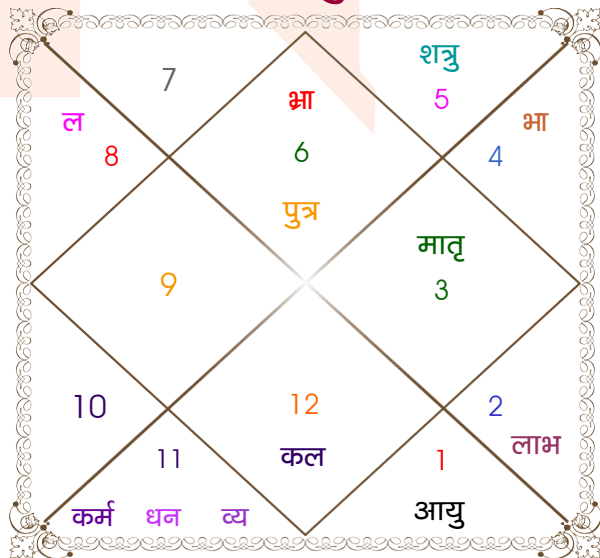 शत्रु
7 भ्रा 5 भा
ल
8 6 4
पुत्र
मातृ
9 3
10 12 2
लाभ
11 कल 1
कर्म धन व्य आयु